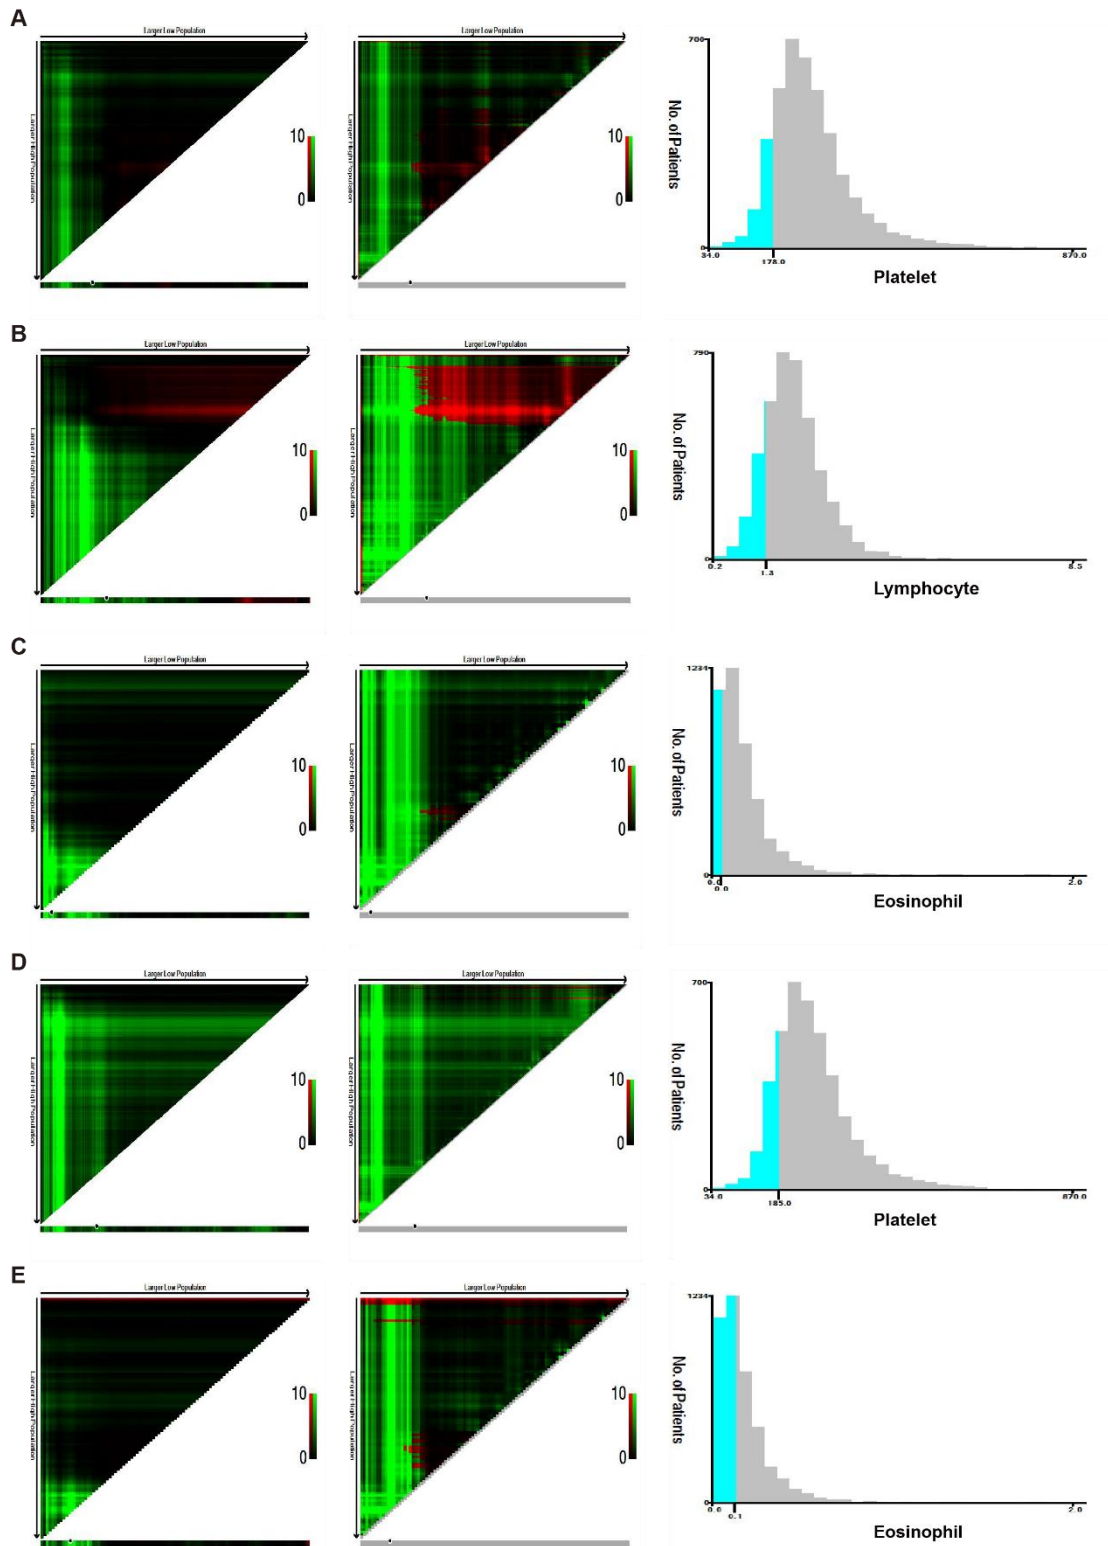 A
Larger Low Population
Larger High Population
10
0
Larger Low Population
Larger High Population
10
0
No. of Patients
700
0
34.0
178.0
870.0
Platelet
B
Larger Low Population
Larger High Population
10
0
Larger Low Population
Larger High Population
10
0
No. of Patients
790
0
0.2
1.3
8.5
Lymphocyte
C
Larger Low Population
Larger High Population
10
0
Larger Low Population
Larger High Population
10
0
No. of Patients
1234
0
0.0
0.0
2.0
Eosinophil
D
Larger Low Population
Larger High Population
10
0
Larger Low Population
Larger High Population
10
0
No. of Patients
700
0
34.0
185.0
870.0
Platelet
E
Larger Low Population
Larger High Population
10
0
Larger Low Population
Larger High Population
10
0
No. of Patients
1234
0
0.0
0.1
2.0
Eosinophil